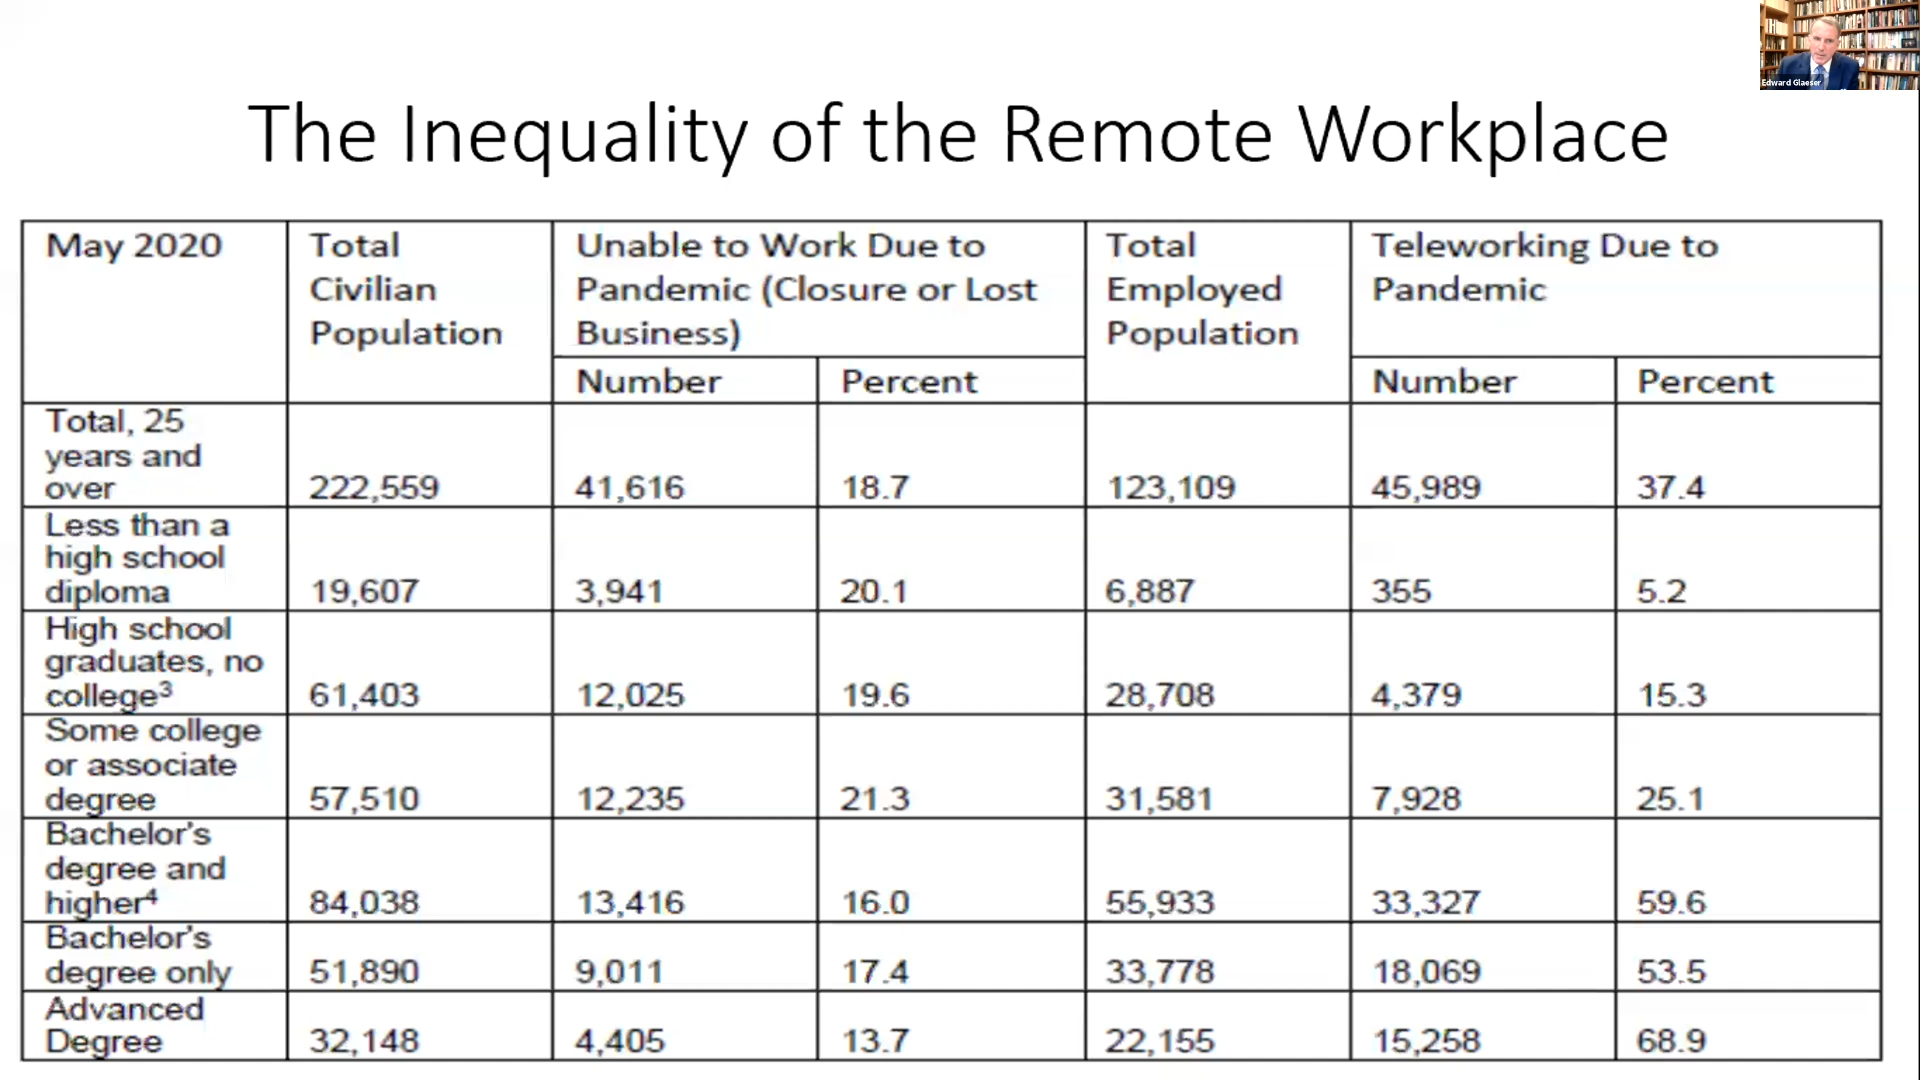 Edward Glaeser
The Inequality of the Remote Workplace
May 2020
Total
Civilian
Population
Unable to Work Due to
Pandemic (Closure or Lost
Business)
Total
Employed
Population
Teleworking Due to
Pandemic
Number
Percent
Number
Percent
Total, 25
years and
over
222,559
41,616
18.7
123,109
45,989
37.4
Less than a
high school
diploma
19,607
3,941
20.1
6,887
355
5.2
High school
graduates, no
college³
61,403
12,025
19.6
28,708
4,379
15.3
Some college
or associate
degree
57,510
12,235
21.3
31,581
7,928
25.1
Bachelor's
degree and
higher⁴
84,038
13,416
16.0
55,933
33,327
59.6
Bachelor's
degree only
51,890
9,011
17.4
33,778
18,069
53.5
Advanced
Degree
32,148
4,405
13.7
22,155
15,258
68.9